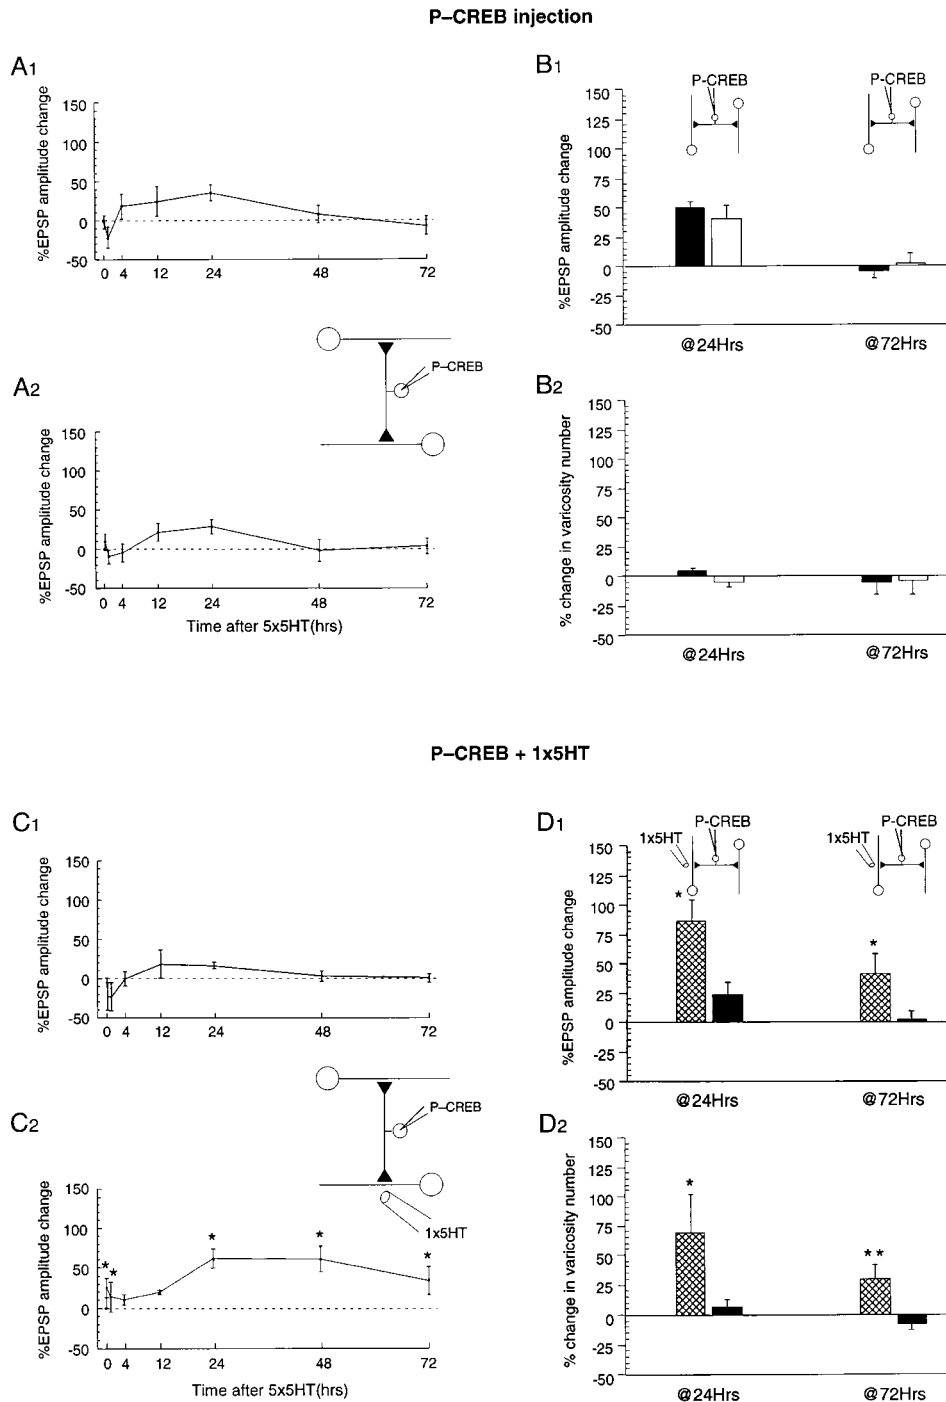 P–CREB injection
A1
%EPSP amplitude change
150
100
50
0
-50
0 4 12 24 48 72
P–CREB
A2
%EPSP amplitude change
150
100
50
0
-50
0 4 12 24 48 72
Time after 5x5HT(hrs)
B1
P-CREB
P-CREB
%EPSP amplitude change
150
125
100
75
50
25
0
-25
-50
@24Hrs @72Hrs
B2
% change in varicosity number
150
125
100
75
50
25
0
-25
-50
@24Hrs @72Hrs
P–CREB + 1x5HT
C1
%EPSP amplitude change
150
100
50
0
-50
0 4 12 24 48 72
P–CREB
1x5HT
C2
%EPSP amplitude change
150
100
50
0
-50
* * * * *
0 4 12 24 48 72
Time after 5x5HT(hrs)
D1
P-CREB
1x5HT
P-CREB
1x5HT
%EPSP amplitude change
150
125
100
75
50
25
0
-25
-50
* *
@24Hrs @72Hrs
D2
% change in varicosity number
150
125
100
75
50
25
0
-25
-50
* * *
@24Hrs @72Hrs